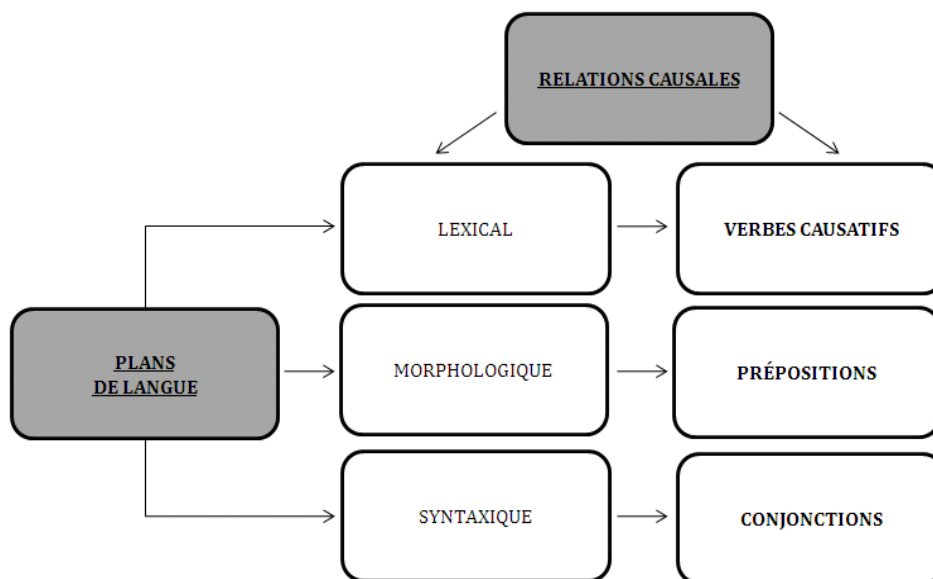 RELATIONS CAUSALES
LEXICAL
VERBES CAUSATIFS
PLANS
DE LANGUE
MORPHOLOGIQUE
PRÉPOSITIONS
SYNTAXIQUE
CONJONCTIONS